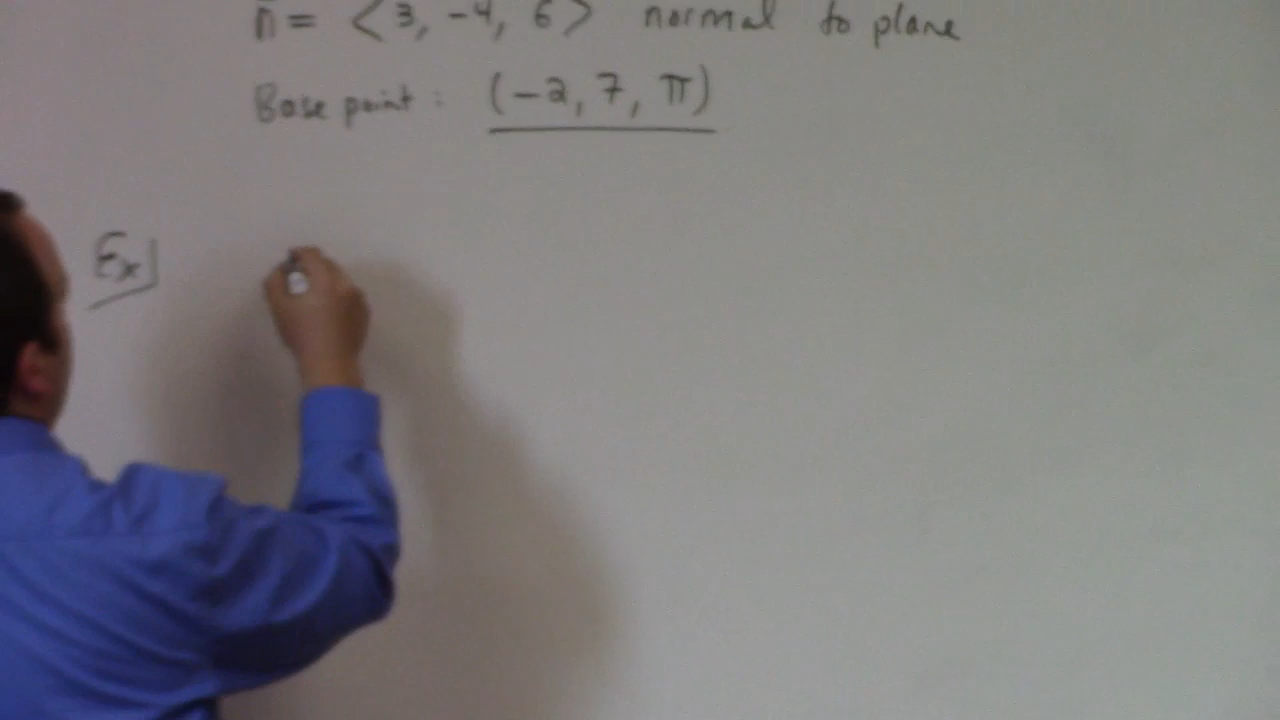 n̄ = <3, -4, 6> normal to plane
Base point: (-2, 7, π)
Ex